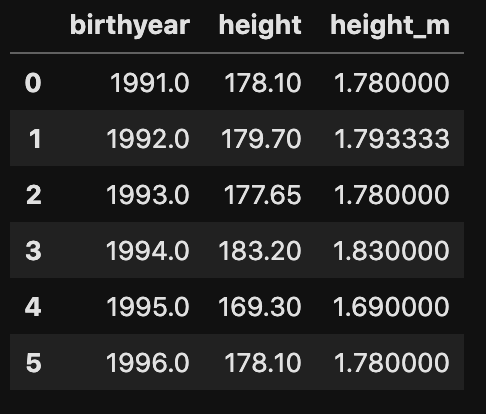 birthyear height height_m
0 1991.0 178.10 1.780000
1 1992.0 179.70 1.793333
2 1993.0 177.65 1.780000
3 1994.0 183.20 1.830000
4 1995.0 169.30 1.690000
5 1996.0 178.10 1.780000